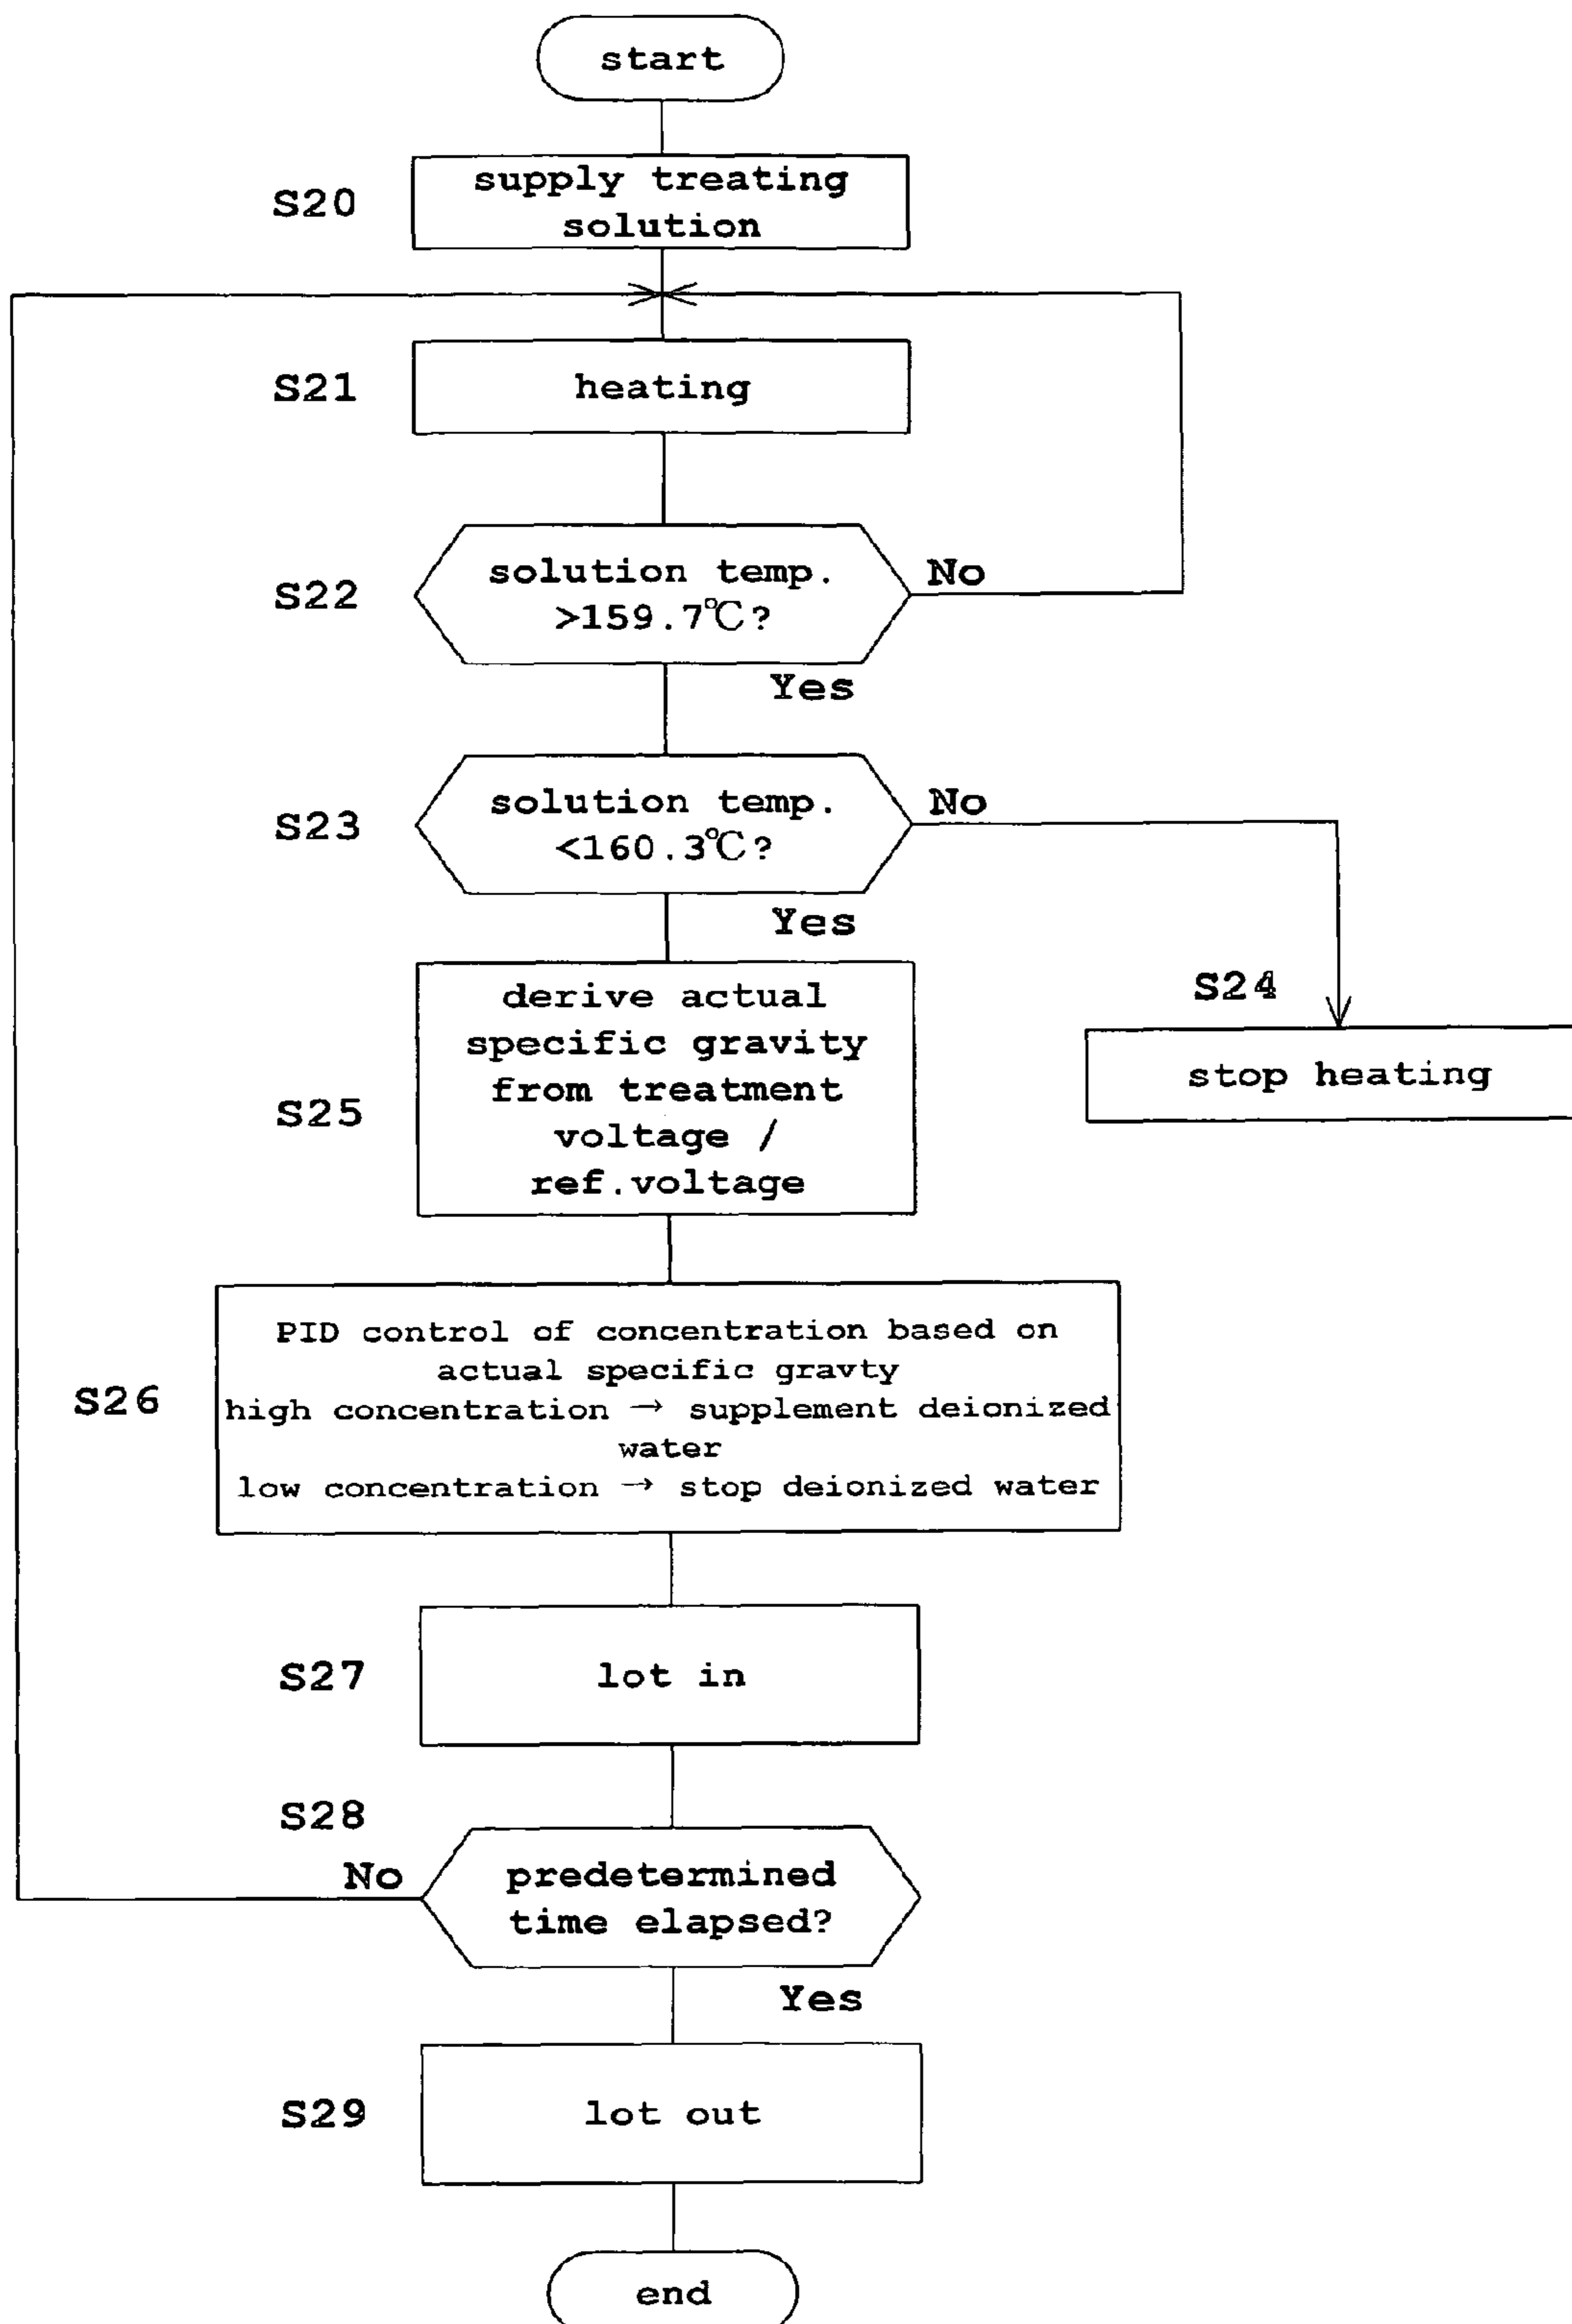 start
S20
supply treating
solution
S21
heating
S22
solution temp.
>159.7℃?
No
Yes
S23
solution temp.
<160.3℃?
No
Yes
S24
stop heating
S25
derive actual
specific gravity
from treatment
voltage /
ref.voltage
S26
PID control of concentration based on
actual specific gravty
high concentration → supplement deionized
water
low concentration → stop deionized water
S27
lot in
S28
No
predetermined
time elapsed?
Yes
S29
lot out
end